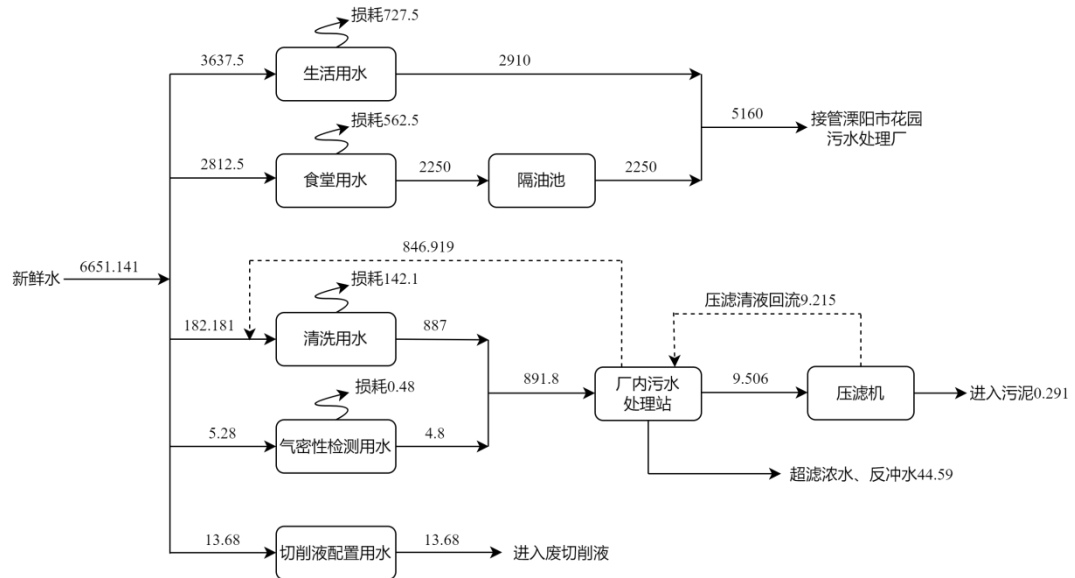 损耗727.5
3637.5
生活用水
2910
损耗562.5
5160
接管溧阳市花园
污水处理厂
2812.5
食堂用水
2250
隔油池
2250
846.919
新鲜水
6651.141
损耗142.1
压滤清液回流9.215
182.181
清洗用水
887
891.8
厂内污水
处理站
9.506
压滤机
进入污泥0.291
损耗0.48
5.28
气密性检测用水
4.8
超滤浓水、反冲水44.59
13.68
切削液配置用水
13.68
进入废切削液